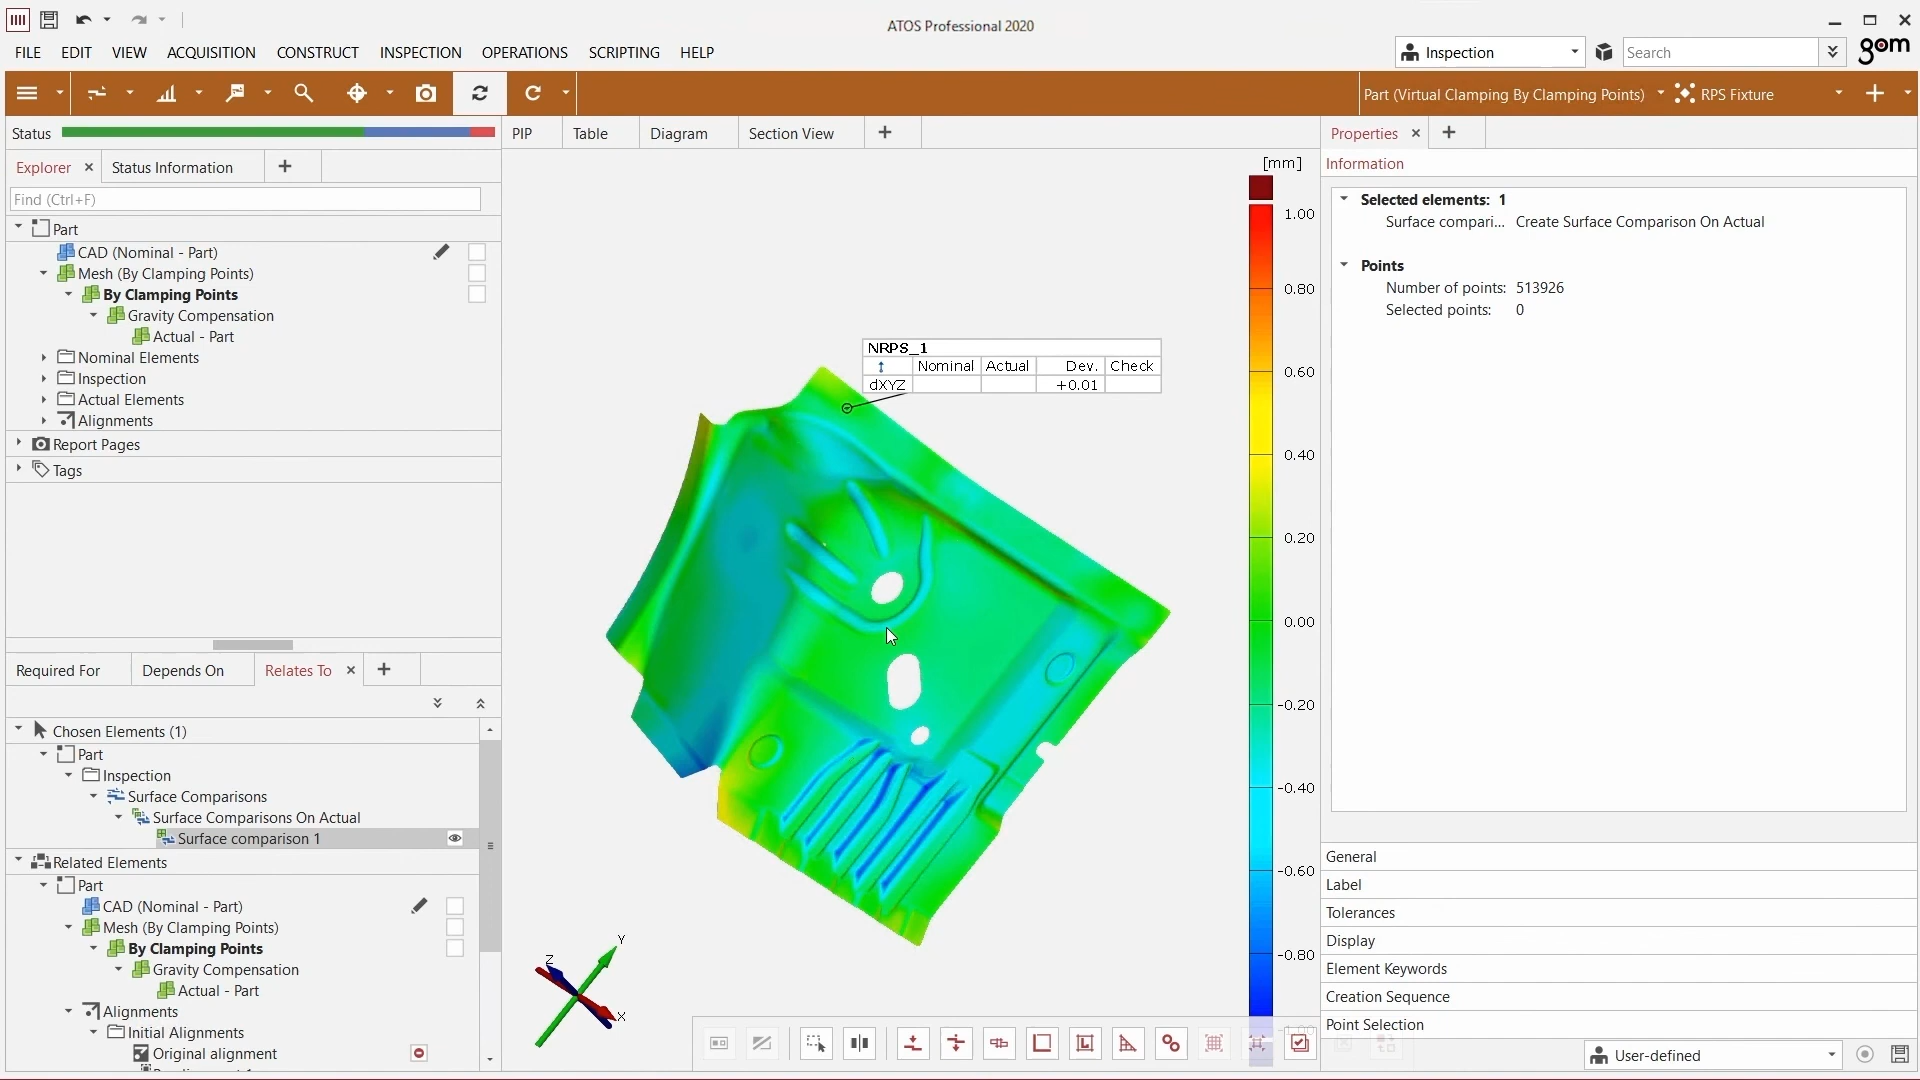 ATOS Professional 2020
FILE EDIT VIEW ACQUISITION CONSTRUCT INSPECTION OPERATIONS SCRIPTING HELP
Inspection
Search
gom
Part (Virtual Clamping By Clamping Points)
RPS Fixture
Status
PIP
Table
Diagram
Section View
Properties
Explorer
Status Information
Information
Find (Ctrl+F)
Part
CAD (Nominal - Part)
Mesh (By Clamping Points)
By Clamping Points
Gravity Compensation
Actual - Part
Nominal Elements
Inspection
Actual Elements
Alignments
Report Pages
Tags
Required For
Depends On
Relates To
Chosen Elements (1)
Part
Inspection
Surface Comparisons
Surface Comparisons On Actual
Surface comparison 1
Related Elements
Part
CAD (Nominal - Part)
Mesh (By Clamping Points)
By Clamping Points
Gravity Compensation
Actual - Part
Alignments
Initial Alignments
Original alignment
NRPS_1
Nominal Actual Dev. Check
dXYZ +0.01
Z
Y
X
[mm]
1.00
0.80
0.60
0.40
0.20
0.00
-0.20
-0.40
-0.60
-0.80
-1.00
Selected elements: 1
Surface compari... Create Surface Comparison On Actual
Points
Number of points: 513926
Selected points: 0
General
Label
Tolerances
Display
Element Keywords
Creation Sequence
Point Selection
User-defined